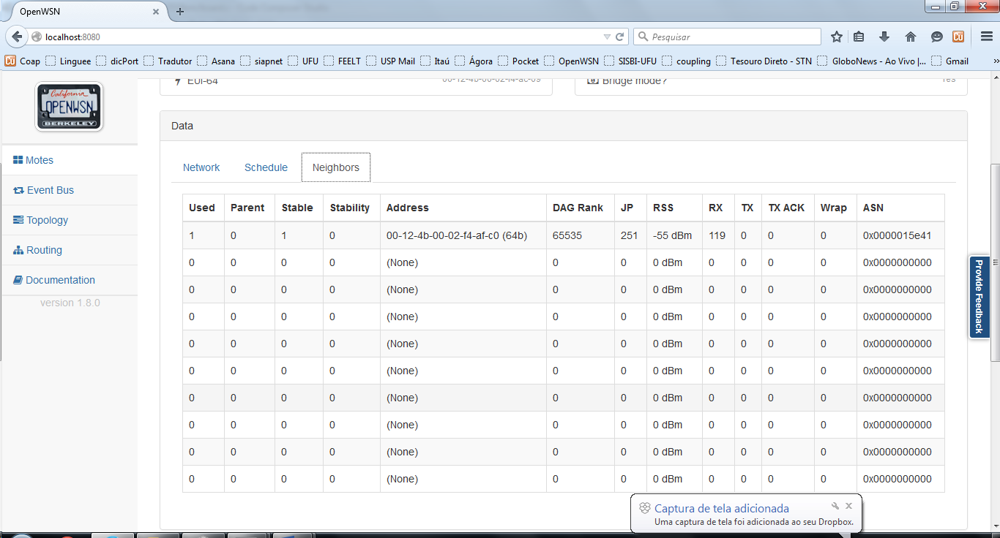 OpenWSN
localhost:8080
Pesquisar
Coap Linguee dicPort Tradutor Asana siapnet UFU FEELT USP Mail Itaú Ágora Pocket OpenWSN SISBI-UFU coupling Tesouro Direto - STN GloboNews - Ao Vivo |... Gmail
California
OPENWSN
BERKELEY
Motes
Event Bus
Topology
Routing
Documentation
version 1.8.0
EUI-64 00-12-4b-00-02-f4-ac-09
Bridge mode? Yes
Data
Network Schedule Neighbors
Used Parent Stable Stability Address DAG Rank JP RSS RX TX TX ACK Wrap ASN
1 0 1 0 00-12-4b-00-02-f4-af-c0 (64b) 65535 251 -55 dBm 119 0 0 0 0x0000015e41
0 0 0 0 (None) 0 0 0 dBm 0 0 0 0 0x0000000000
0 0 0 0 (None) 0 0 0 dBm 0 0 0 0 0x0000000000
0 0 0 0 (None) 0 0 0 dBm 0 0 0 0 0x0000000000
0 0 0 0 (None) 0 0 0 dBm 0 0 0 0 0x0000000000
0 0 0 0 (None) 0 0 0 dBm 0 0 0 0 0x0000000000
0 0 0 0 (None) 0 0 0 dBm 0 0 0 0 0x0000000000
0 0 0 0 (None) 0 0 0 dBm 0 0 0 0 0x0000000000
0 0 0 0 (None) 0 0 0 dBm 0 0 0 0 0x0000000000
0 0 0 0 (None) 0 0 0 dBm 0 0 0 0 0x0000000000
Provide Feedback
Captura de tela adicionada
Uma captura de tela foi adicionada ao seu Dropbox.